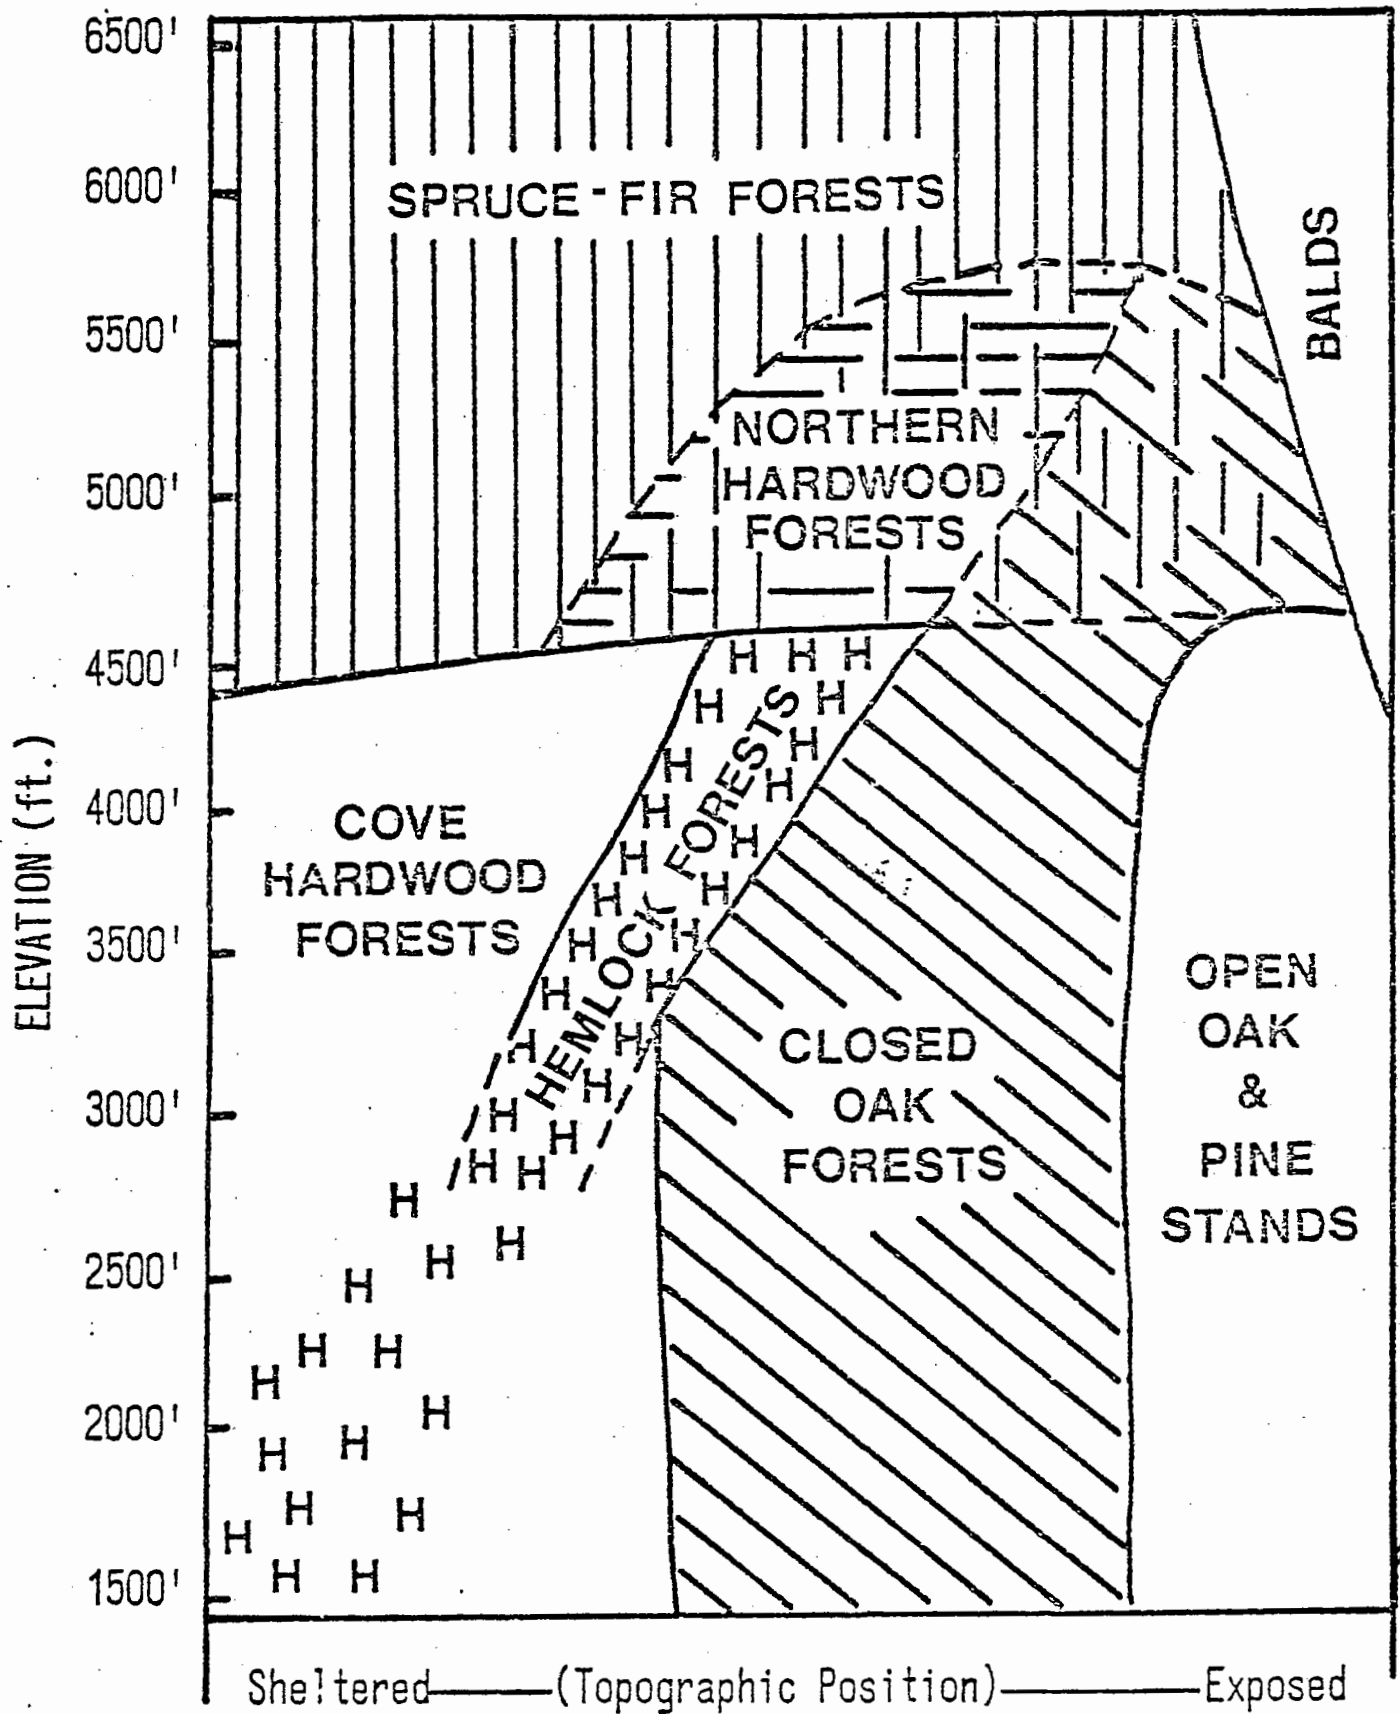 6500'
6000'
5500'
5000'
4500'
4000'
3500'
3000'
2500'
2000'
1500'
ELEVATION (ft.)
SPRUCE-FIR FORESTS
BALDS
NORTHERN
HARDWOOD
FORESTS
COVE
HARDWOOD
FORESTS
HEMLOCK FORESTS
H H H
H H
H H
H H
H H
H H
H H
H H
H H
H H
H H
H H
H H
H H H
H H
H H
H H
H
H H
H
H H
H H
H
H H
CLOSED
OAK
FORESTS
OPEN
OAK
&
PINE
STANDS
Sheltered——(Topographic Position)——Exposed